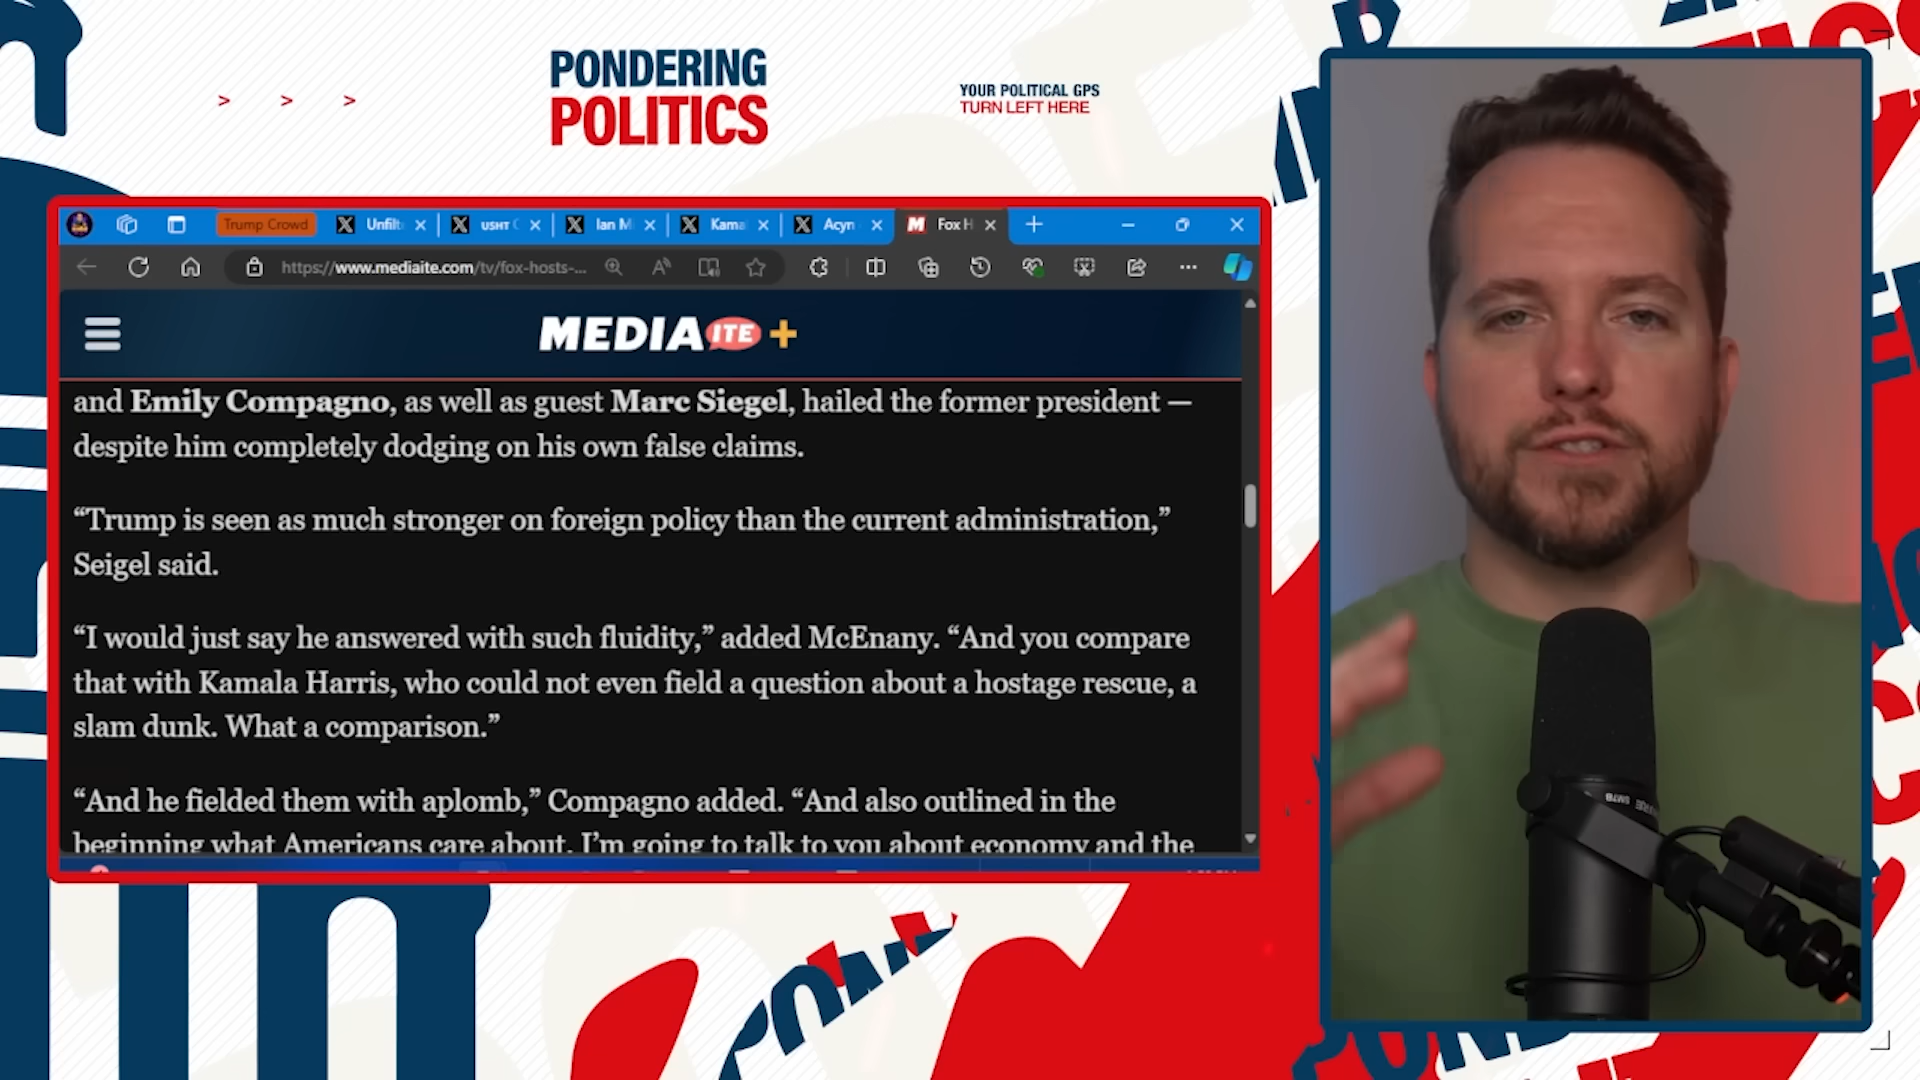 PONDERING
POLITICS
YOUR POLITICAL GPS
TURN LEFT HERE
> > >
Trump Crowd
Unfilt
USHT C
Ian M
Kama
Acyn
Fox H
https://www.mediaite.com/tv/fox-hosts-...
MEDIAITE +
and Emily Compagno, as well as guest Marc Siegel, hailed the former president —
despite him completely dodging on his own false claims.
“Trump is seen as much stronger on foreign policy than the current administration,”
Seigel said.
“I would just say he answered with such fluidity,” added McEnany. “And you compare
that with Kamala Harris, who could not even field a question about a hostage rescue, a
slam dunk. What a comparison.”
“And he fielded them with aplomb,” Compagno added. “And also outlined in the
beginning what Americans care about. I’m going to talk to you about economy and the